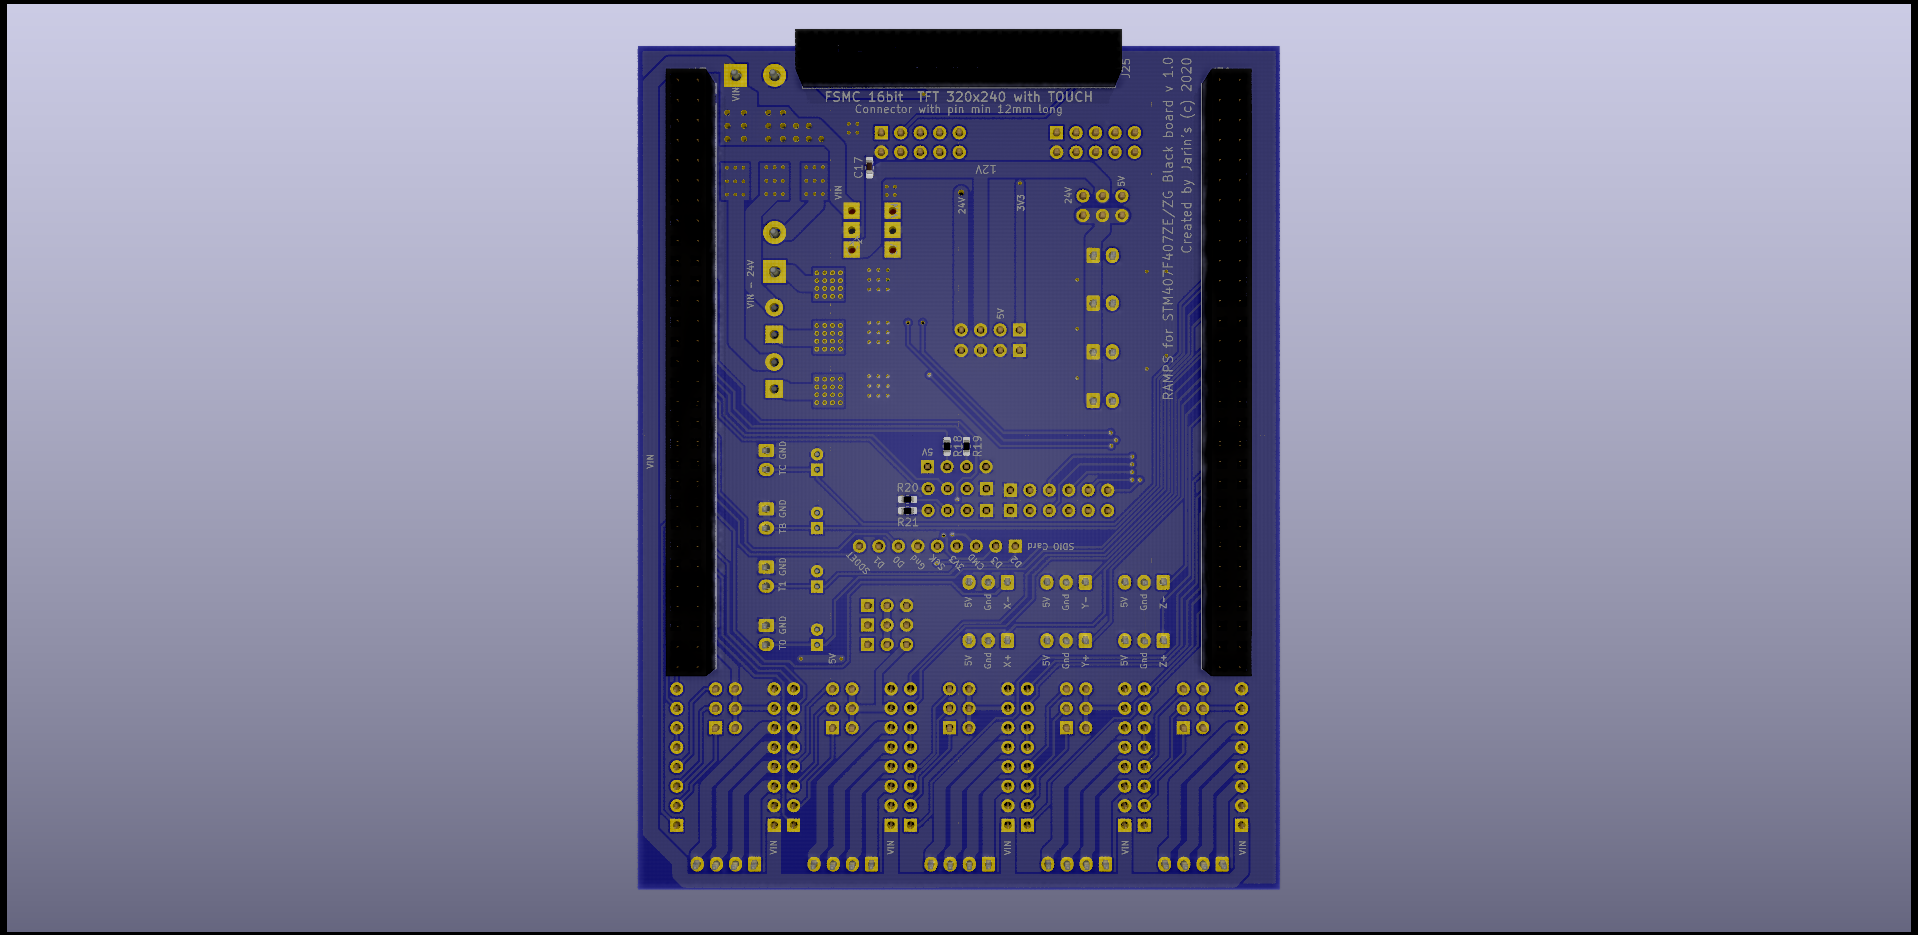 J25
VIN
FSMC 16bit TFT 320x240 with TOUCH
Connector with pin min 12mm long
RAMPS for STM407F407ZE/ZG Black board v 1.0
Created by Jarin's (c) 2020
C17
12V
VIN
24V
3V3
24V
5V
VIN - 24V
5V
VIN
R18
R19
5V
TC GND
R20
R21
TB GND
SDIO Card
SDDET
D1
D0
Gnd
SCK
3V3
CMD
D3
D2
T1 GND
5V
Gnd
X-
5V
Gnd
Y-
5V
Gnd
Z-
T0 GND
5V
5V
Gnd
X+
5V
Gnd
Y+
5V
Gnd
Z+
VIN
VIN
VIN
VIN
VIN